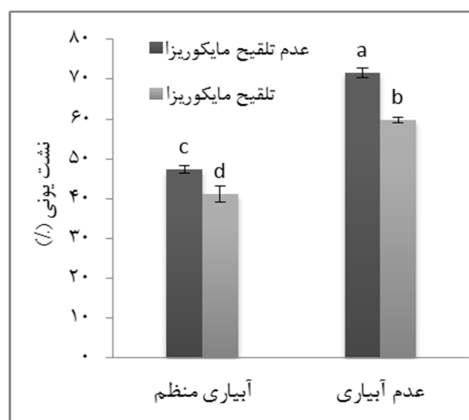 نشت یونی (٪)
۸۰
۷۰
۶۰
۵۰
۴۰
۳۰
۲۰
۱۰
۰
عدم تلقیح مایکوریزا
تلقیح مایکوریزا
a
b
c
d
عدم آبیاری
آبیاری منظم